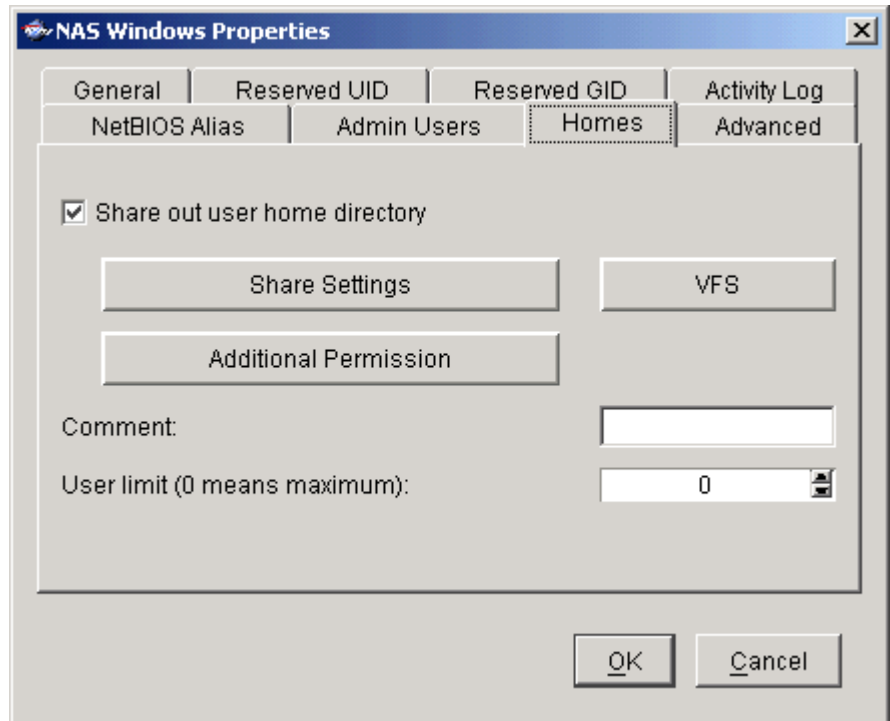 NAS Windows Properties
General Reserved UID Reserved GID Activity Log
NetBIOS Alias Admin Users Homes Advanced
Share out user home directory
Share Settings VFS
Additional Permission
Comment:
User limit (0 means maximum): 0
OK Cancel